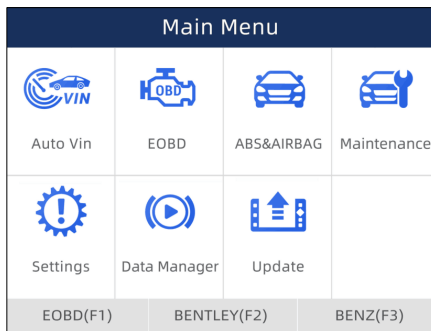 Main Menu
VIN
OBD
Auto Vin
EOBD
ABS&AIRBAG
Maintenance
Settings
Data Manager
Update
EOBD(F1)
BENTLEY(F2)
BENZ(F3)